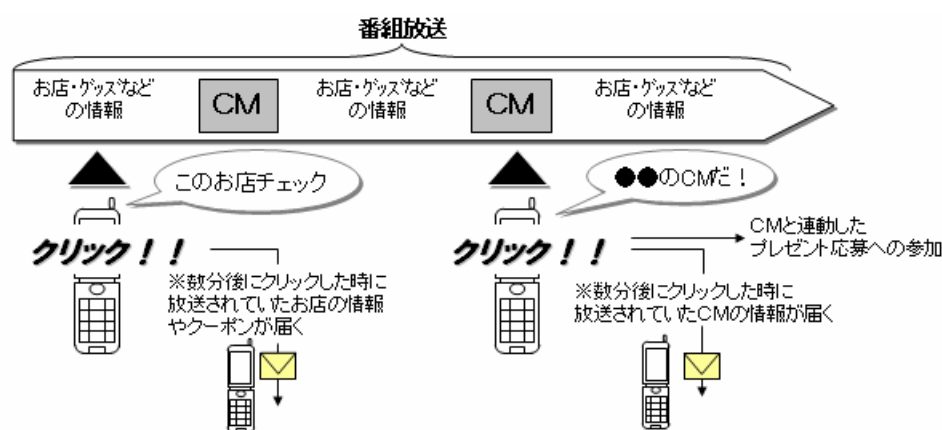 番組放送
お店・グッズなど
の情報
CM
お店・グッズなど
の情報
CM
お店・グッズなど
の情報
このお店チェック
●●のCMだ！
クリック！！
クリック！！
CMと連動した
プレゼント応募への参加
※数分後にクリックした時に
放送されていたお店の情報
やクーポンが届く
※数分後にクリックした時に
放送されていたCMの情報が届く